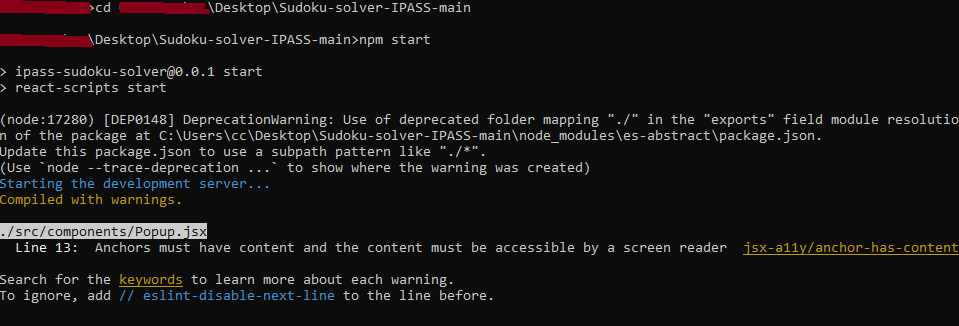 >cd \Desktop\Sudoku-solver-IPASS-main
\Desktop\Sudoku-solver-IPASS-main>npm start
> ipass-sudoku-solver@0.0.1 start
> react-scripts start
(node:17280) [DEP0148] DeprecationWarning: Use of deprecated folder mapping "./" in the "exports" field module resolutio
n of the package at C:\Users\cc\Desktop\Sudoku-solver-IPASS-main\node_modules\es-abstract\package.json.
Update this package.json to use a subpath pattern like "./*".
(Use `node --trace-deprecation ...` to show where the warning was created)
Starting the development server...
Compiled with warnings.
./src/components/Popup.jsx
Line 13:  Anchors must have content and the content must be accessible by a screen reader  jsx-a11y/anchor-has-content
Search for the keywords to learn more about each warning.
To ignore, add // eslint-disable-next-line to the line before.